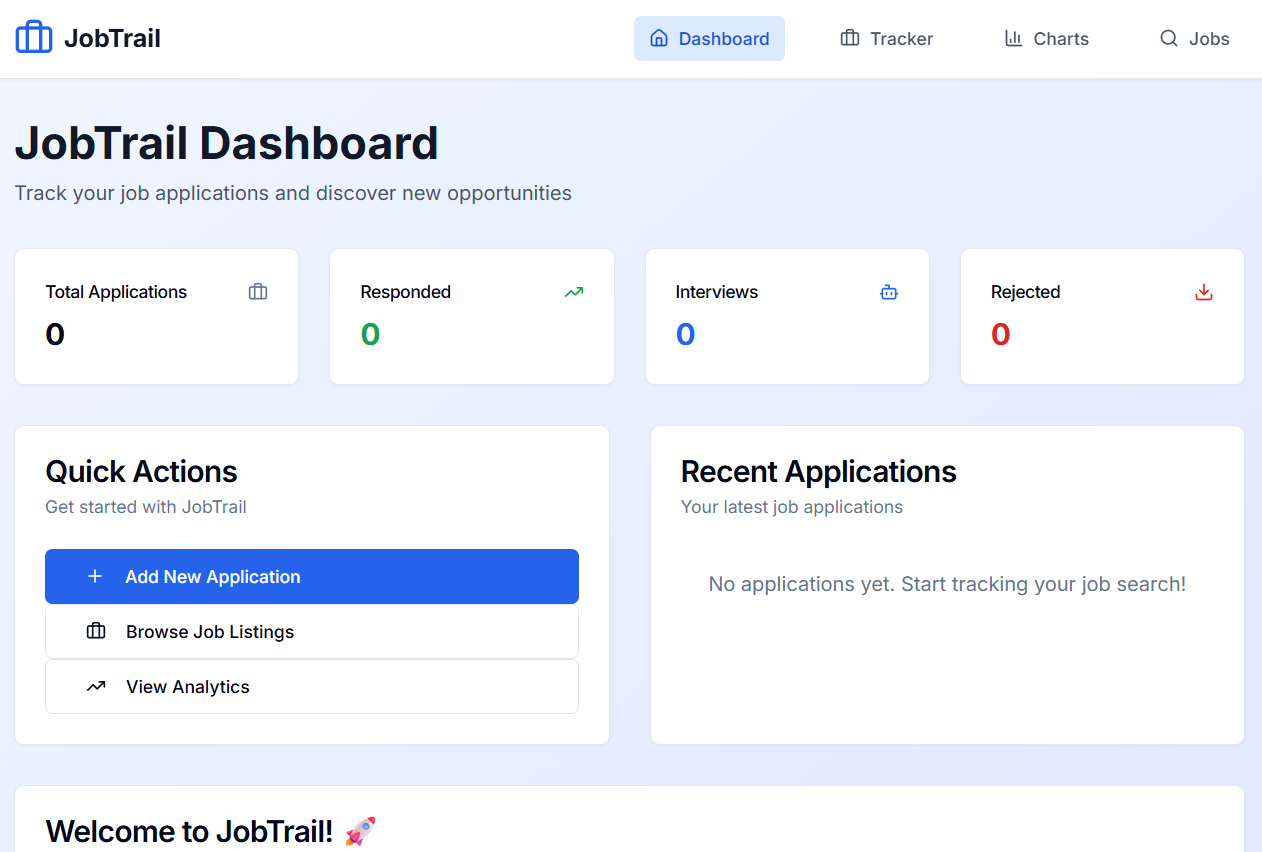 JobTrail
Dashboard
Tracker
Charts
Jobs
JobTrail Dashboard
Track your job applications and discover new opportunities
Total Applications
0
Responded
0
Interviews
0
Rejected
0
Quick Actions
Get started with JobTrail
Add New Application
Browse Job Listings
View Analytics
Recent Applications
Your latest job applications
No applications yet. Start tracking your job search!
Welcome to JobTrail! 🚀